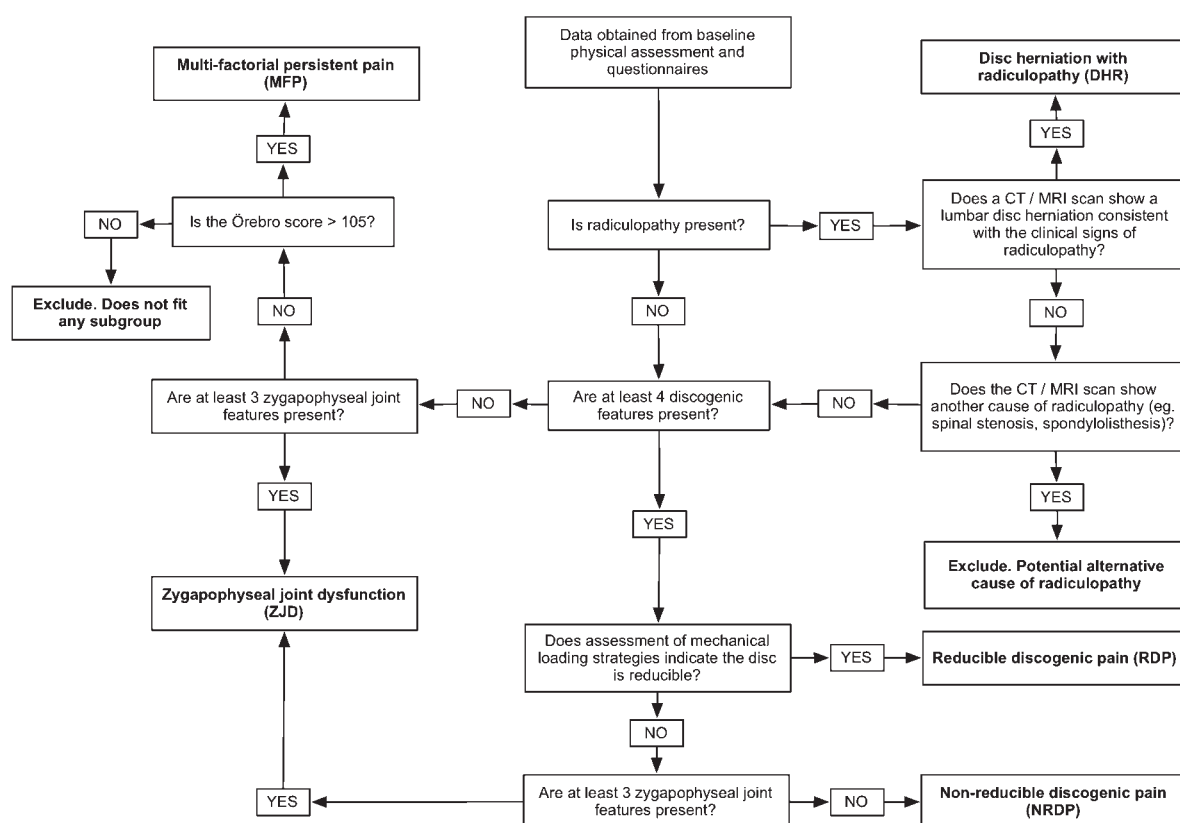 Data obtained from baseline
physical assessment and
questionnaires
Multi-factorial persistent pain
(MFP)
Disc herniation with
radiculopathy (DHR)
YES
YES
Is the Örebro score > 105?
NO
Is radiculopathy present?
YES
Does a CT / MRI scan show a
lumbar disc herniation consistent
with the clinical signs of
radiculopathy?
Exclude. Does not fit
any subgroup
NO
NO
NO
Are at least 3 zygapophyseal joint
features present?
NO
Are at least 4 discogenic
features present?
NO
Does the CT / MRI scan show
another cause of radiculopathy (eg.
spinal stenosis, spondylolisthesis)?
YES
YES
YES
Exclude. Potential alternative
cause of radiculopathy
Zygapophyseal joint dysfunction
(ZJD)
Does assessment of mechanical
loading strategies indicate the disc
is reducible?
YES
Reducible discogenic pain (RDP)
NO
YES
Are at least 3 zygapophyseal joint
features present?
NO
Non-reducible discogenic pain
(NRDP)